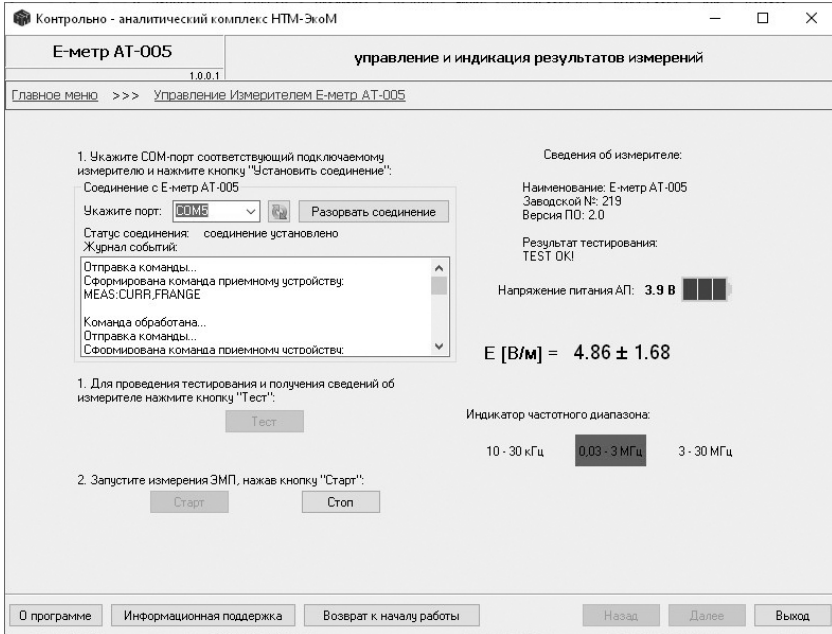 Контрольно - аналитический комплекс НТМ-ЭкоМ
Е-метр АТ-005
1.0.0.1
управление и индикация результатов измерений
Главное меню >>> Управление Измерителем Е-метр АТ-005
1. Укажите COM-порт соответствующий подключаемому
измерителю и нажмите кнопку "Установить соединение":
Соединение с Е-метр АТ-005
Укажите порт: COM5 Разорвать соединение
Статус соединения: соединение установлено
Журнал событий:
Отправка команды...
Сформирована команда приемному устройству:
MEAS:CURR,FRANGE
Команда обработана...
Отправка команды...
Сформирована команда приемному устройству:
1. Для проведения тестирования и получения сведений об
измерителе нажмите кнопку "Тест":
Тест
2. Запустите измерения ЭМП, нажав кнопку "Старт":
Старт Стоп
Сведения об измерителе:
Наименование: Е-метр АТ-005
Заводской №: 219
Версия ПО: 2.0
Результат тестирования:
TEST OK!
Напряжение питания АП: 3.9 В
E [В/м] = 4.86 ± 1.68
Индикатор частотного диапазона:
10 - 30 кГц 0,03 - 3 МГц 3 - 30 МГц
О программе Информационная поддержка Возврат к началу работы Назад Далее Выход